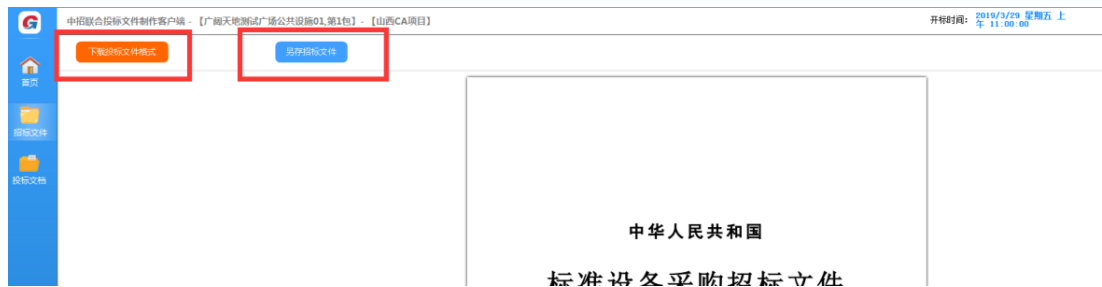 中招联合投标文件制作客户端 - 【广阔天地测试广场公共设施01,第1包】 - 【山西CA项目】
开标时间: 2019/3/29 星期五 上
午 11:00:00
下载投标文件格式
另存招标文件
首页
招标文件
投标文档
中华人民共和国
标准设备采购招标文件